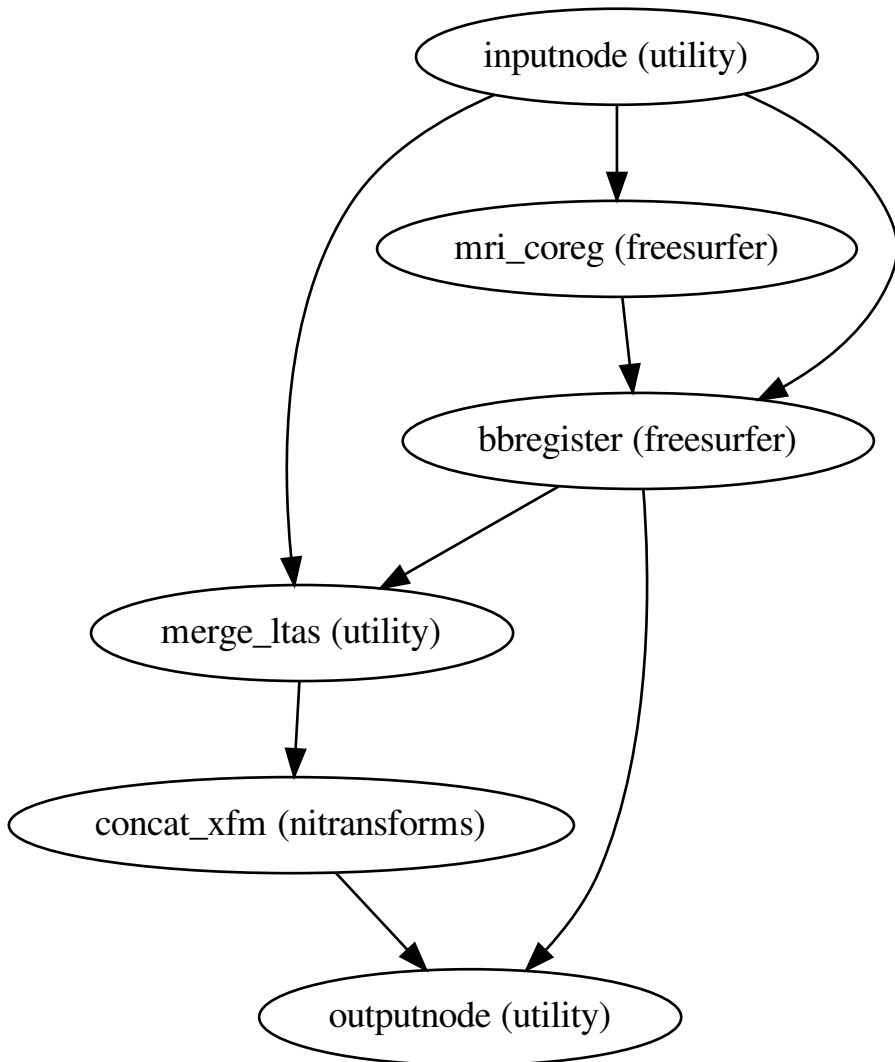 inputnode (utility)
mri_coreg (freesurfer)
bbregister (freesurfer)
merge_ltas (utility)
concat_xfm (nitransforms)
outputnode (utility)